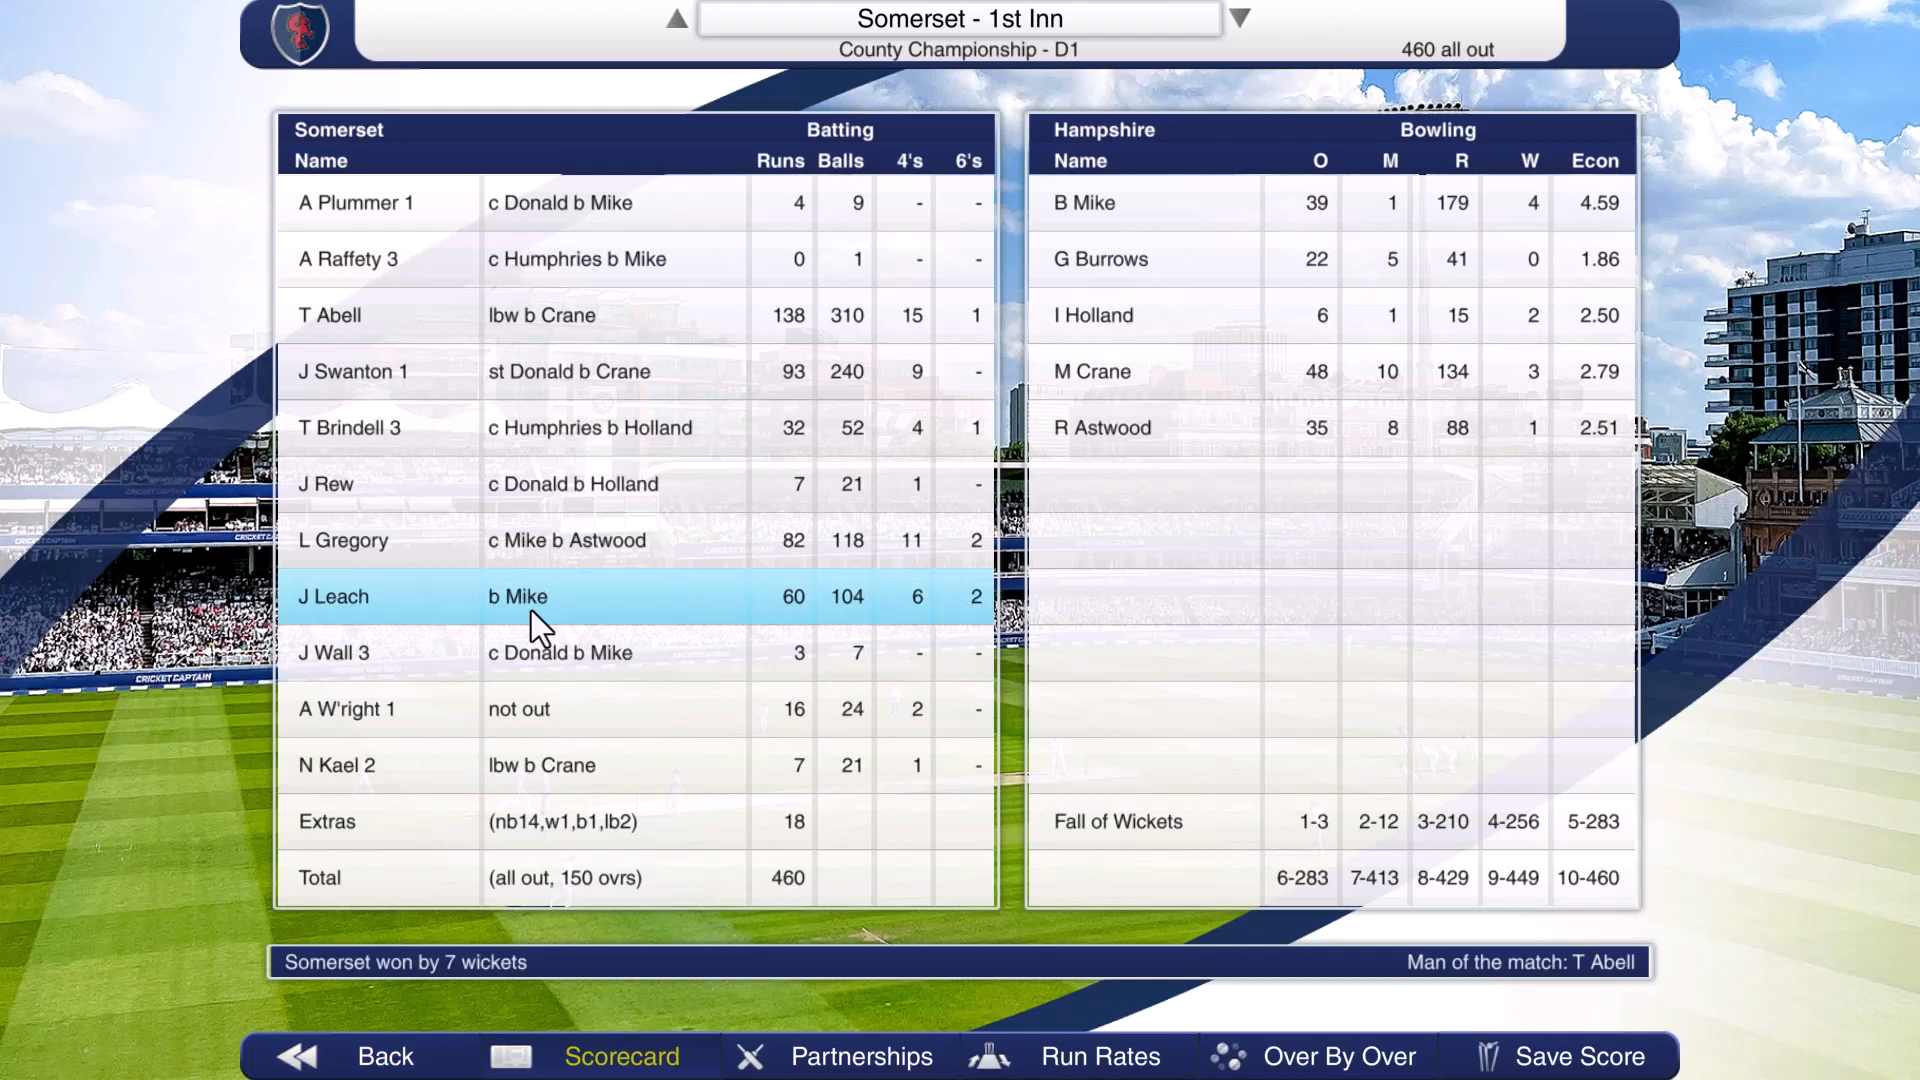 Somerset - 1st Inn
County Championship - D1 460 all out
Somerset Batting
Name Runs Balls 4's 6's
A Plummer 1 c Donald b Mike 4 9 - -
A Raffety 3 c Humphries b Mike 0 1 - -
T Abell lbw b Crane 138 310 15 1
J Swanton 1 st Donald b Crane 93 240 9 -
T Brindell 3 c Humphries b Holland 32 52 4 1
J Rew c Donald b Holland 7 21 1 -
L Gregory c Mike b Astwood 82 118 11 2
J Leach b Mike 60 104 6 2
J Wall 3 c Donald b Mike 3 7 - -
A W'right 1 not out 16 24 2 -
N Kael 2 lbw b Crane 7 21 1 -
Extras (nb14,w1,b1,lb2) 18
Total (all out, 150 ovrs) 460
Hampshire Bowling
Name O M R W Econ
B Mike 39 1 179 4 4.59
G Burrows 22 5 41 0 1.86
I Holland 6 1 15 2 2.50
M Crane 48 10 134 3 2.79
R Astwood 35 8 88 1 2.51
Fall of Wickets 1-3 2-12 3-210 4-256 5-283
6-283 7-413 8-429 9-449 10-460
CRICKET CAPTAIN
Somerset won by 7 wickets Man of the match: T Abell
Back Scorecard Partnerships Run Rates Over By Over Save Score